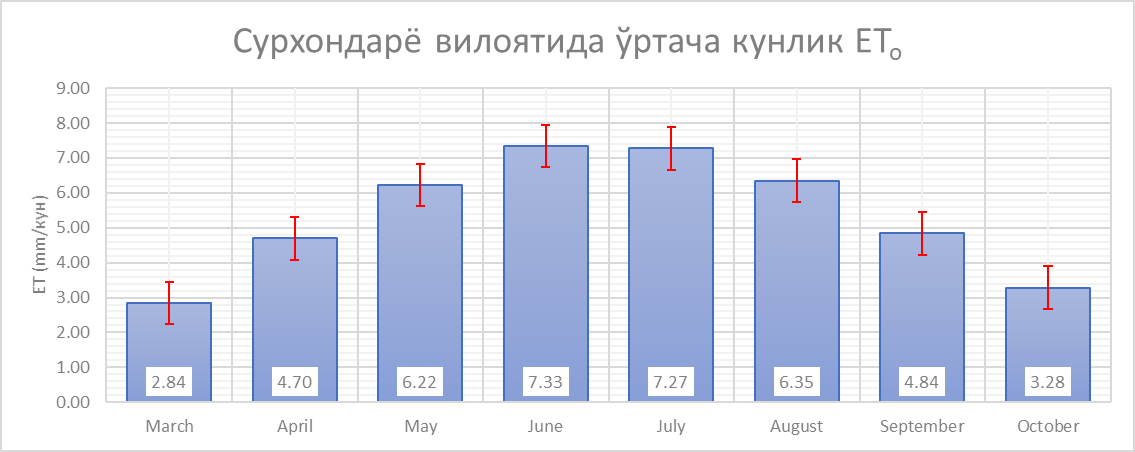 Сурхондарё вилоятида ўртача кунлик ETo
ET (mm/кун)
9.00
8.00
7.00
6.00
5.00
4.00
3.00
2.00
1.00
0.00
2.84 4.70 6.22 7.33 7.27 6.35 4.84 3.28
March April May June July August September October